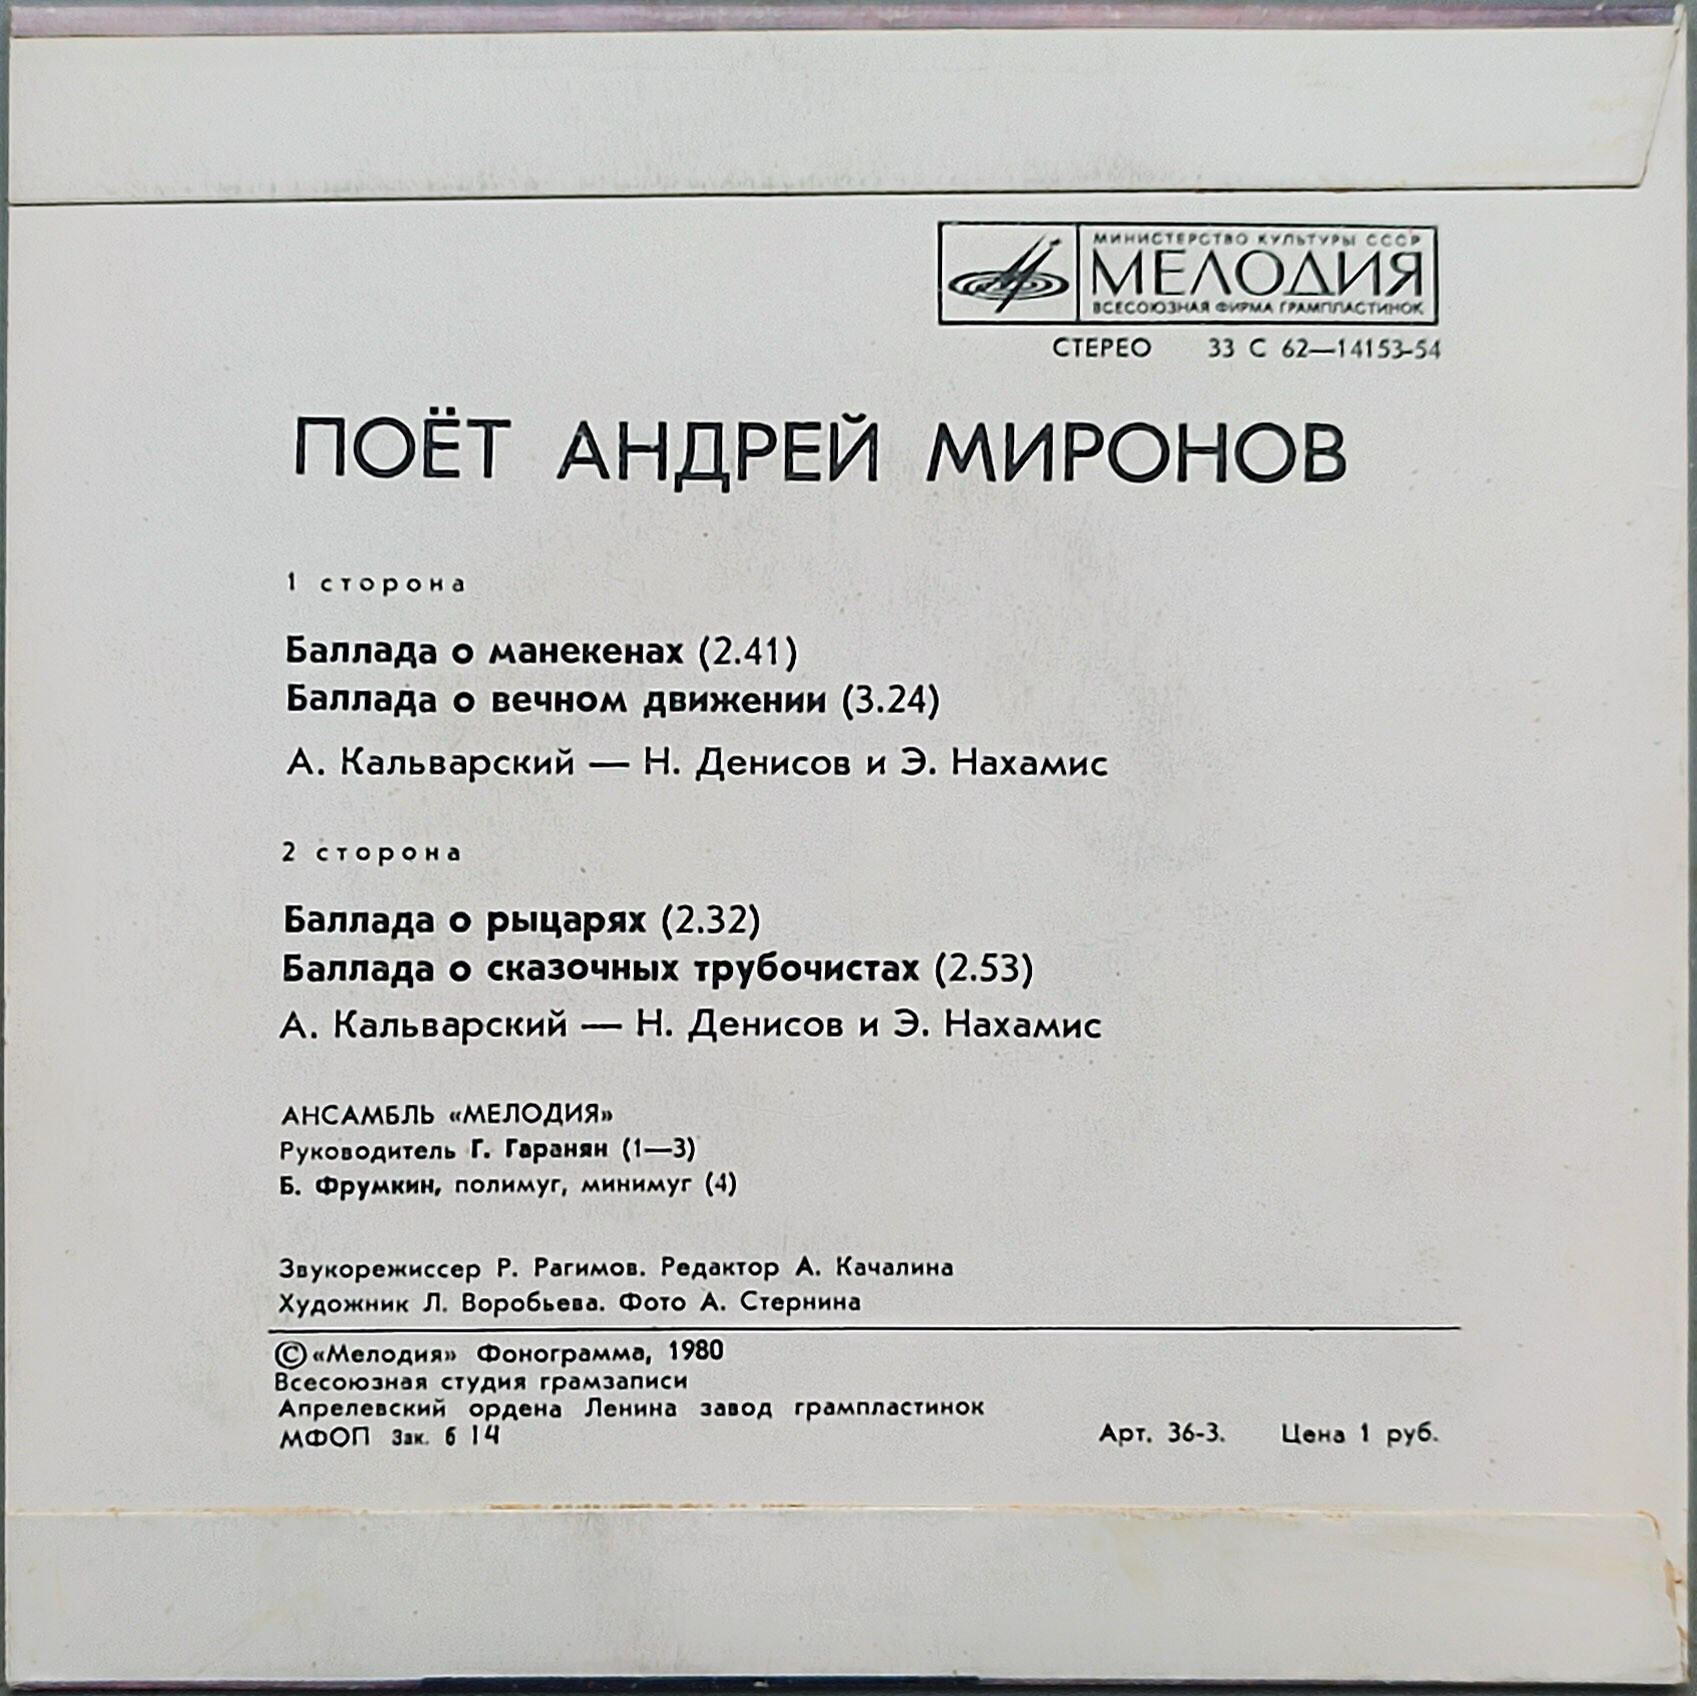 МИНИСТЕРСТВО КУЛЬТУРЫ СССР
МЕЛОДИЯ
ВСЕСОЮЗНАЯ ФИРМА ГРАМПЛАСТИНОК
СТЕРЕО 33 С 62—14153-54
ПОЁТ АНДРЕЙ МИРОНОВ
1 сторона
Баллада о манекенах (2.41)
Баллада о вечном движении (3.24)
А. Кальварский — Н. Денисов и Э. Нахамис
2 сторона
Баллада о рыцарях (2.32)
Баллада о сказочных трубочистах (2.53)
А. Кальварский — Н. Денисов и Э. Нахамис
АНСАМБЛЬ «МЕЛОДИЯ»
Руководитель Г. Гаранян (1—3)
Б. Фрумкин, полимуг, минимуг (4)
Звукорежиссер Р. Рагимов. Редактор А. Качалина
Художник Л. Воробьева. Фото А. Стернина
© «Мелодия» Фонограмма, 1980
Всесоюзная студия грамзаписи
Апрелевский ордена Ленина завод грампластинок
МФОП Зак. 614 Арт. 36-3. Цена 1 руб.